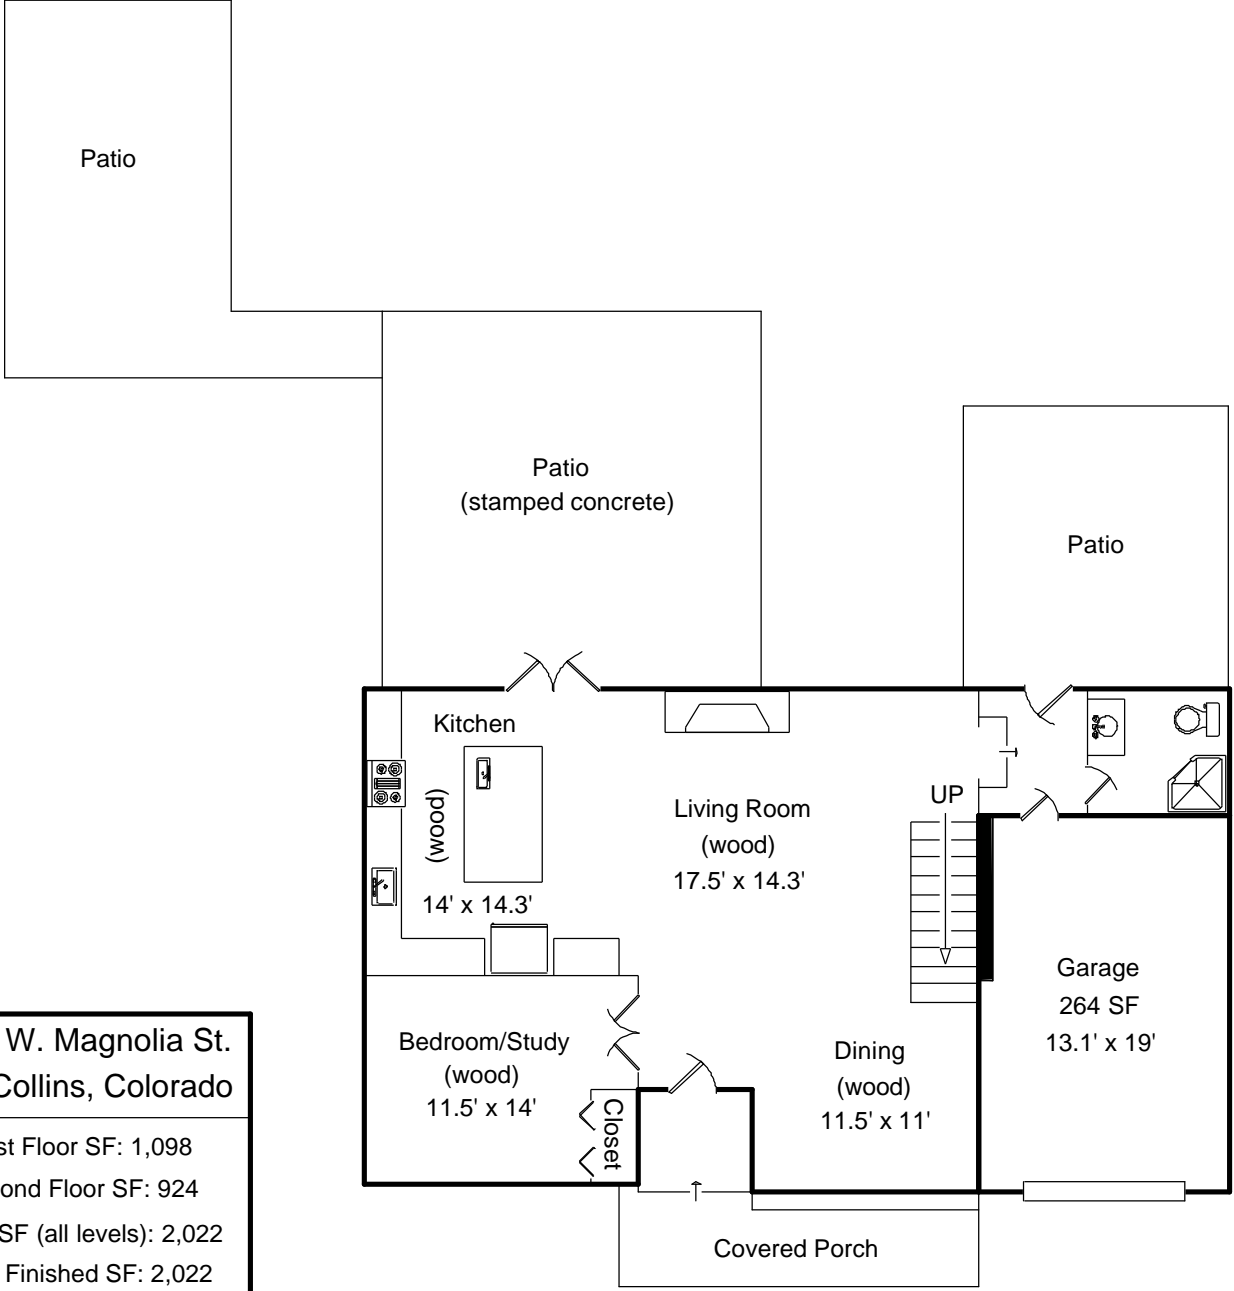 Patio
Patio
(stamped concrete)
Patio
Kitchen
(wood)
14' x 14.3'
Living Room
(wood)
17.5' x 14.3'
UP
Garage
264 SF
13.1' x 19'
Bedroom/Study
(wood)
11.5' x 14'
Closet
Dining
(wood)
11.5' x 11'
Covered Porch
W. Magnolia St.
Collins, Colorado
Floor SF: 1,098
Floor SF: 924
SF (all levels): 2,022
Finished SF: 2,022